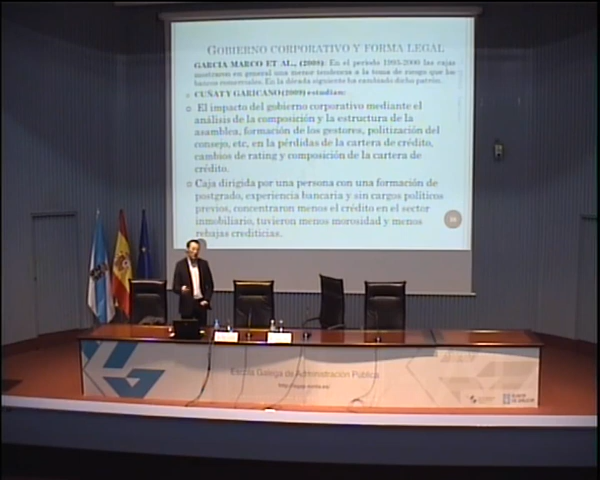 GOBIERNO CORPORATIVO Y FORMA LEGAL
GARCIA MARCO ET AL., (2008): En el período 1993-2000 las cajas
mostraron en general una menor tendencia a la toma de riesgo que los
bancos comerciales. En la década siguiente ha cambiado dicho patrón.
CUÑAT Y GARICANO (2009) estudian:
El impacto del gobierno corporativo mediante el
análisis de la composición y la estructura de la
asamblea, formación de los gestores, politización del
consejo, etc, en la pérdidas de la cartera de crédito,
cambios de rating y composición de la cartera de
crédito.
Caja dirigida por una persona con una formación de
postgrado, experiencia bancaria y sin cargos políticos
previos, concentraron menos el crédito en el sector
inmobiliario, tuvieron menos morosidad y menos
rebajas crediticias.
Escola Galega de Administración Pública